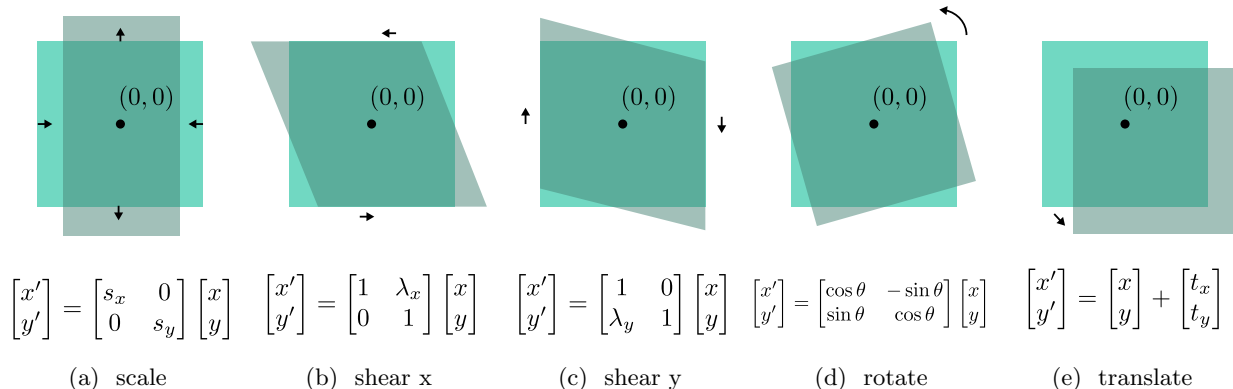 (0, 0)
(0, 0)
(0, 0)
(0, 0)
(0, 0)
[x′ y′] = [s_x 0; 0 s_y] [x y]
[x′ y′] = [1 λ_x; 0 1] [x y]
[x′ y′] = [1 0; λ_y 1] [x y]
[x′ y′] = [cos θ − sin θ; sin θ cos θ] [x y]
[x′ y′] = [x y] + [t_x t_y]
(a) scale
(b) shear x
(c) shear y
(d) rotate
(e) translate